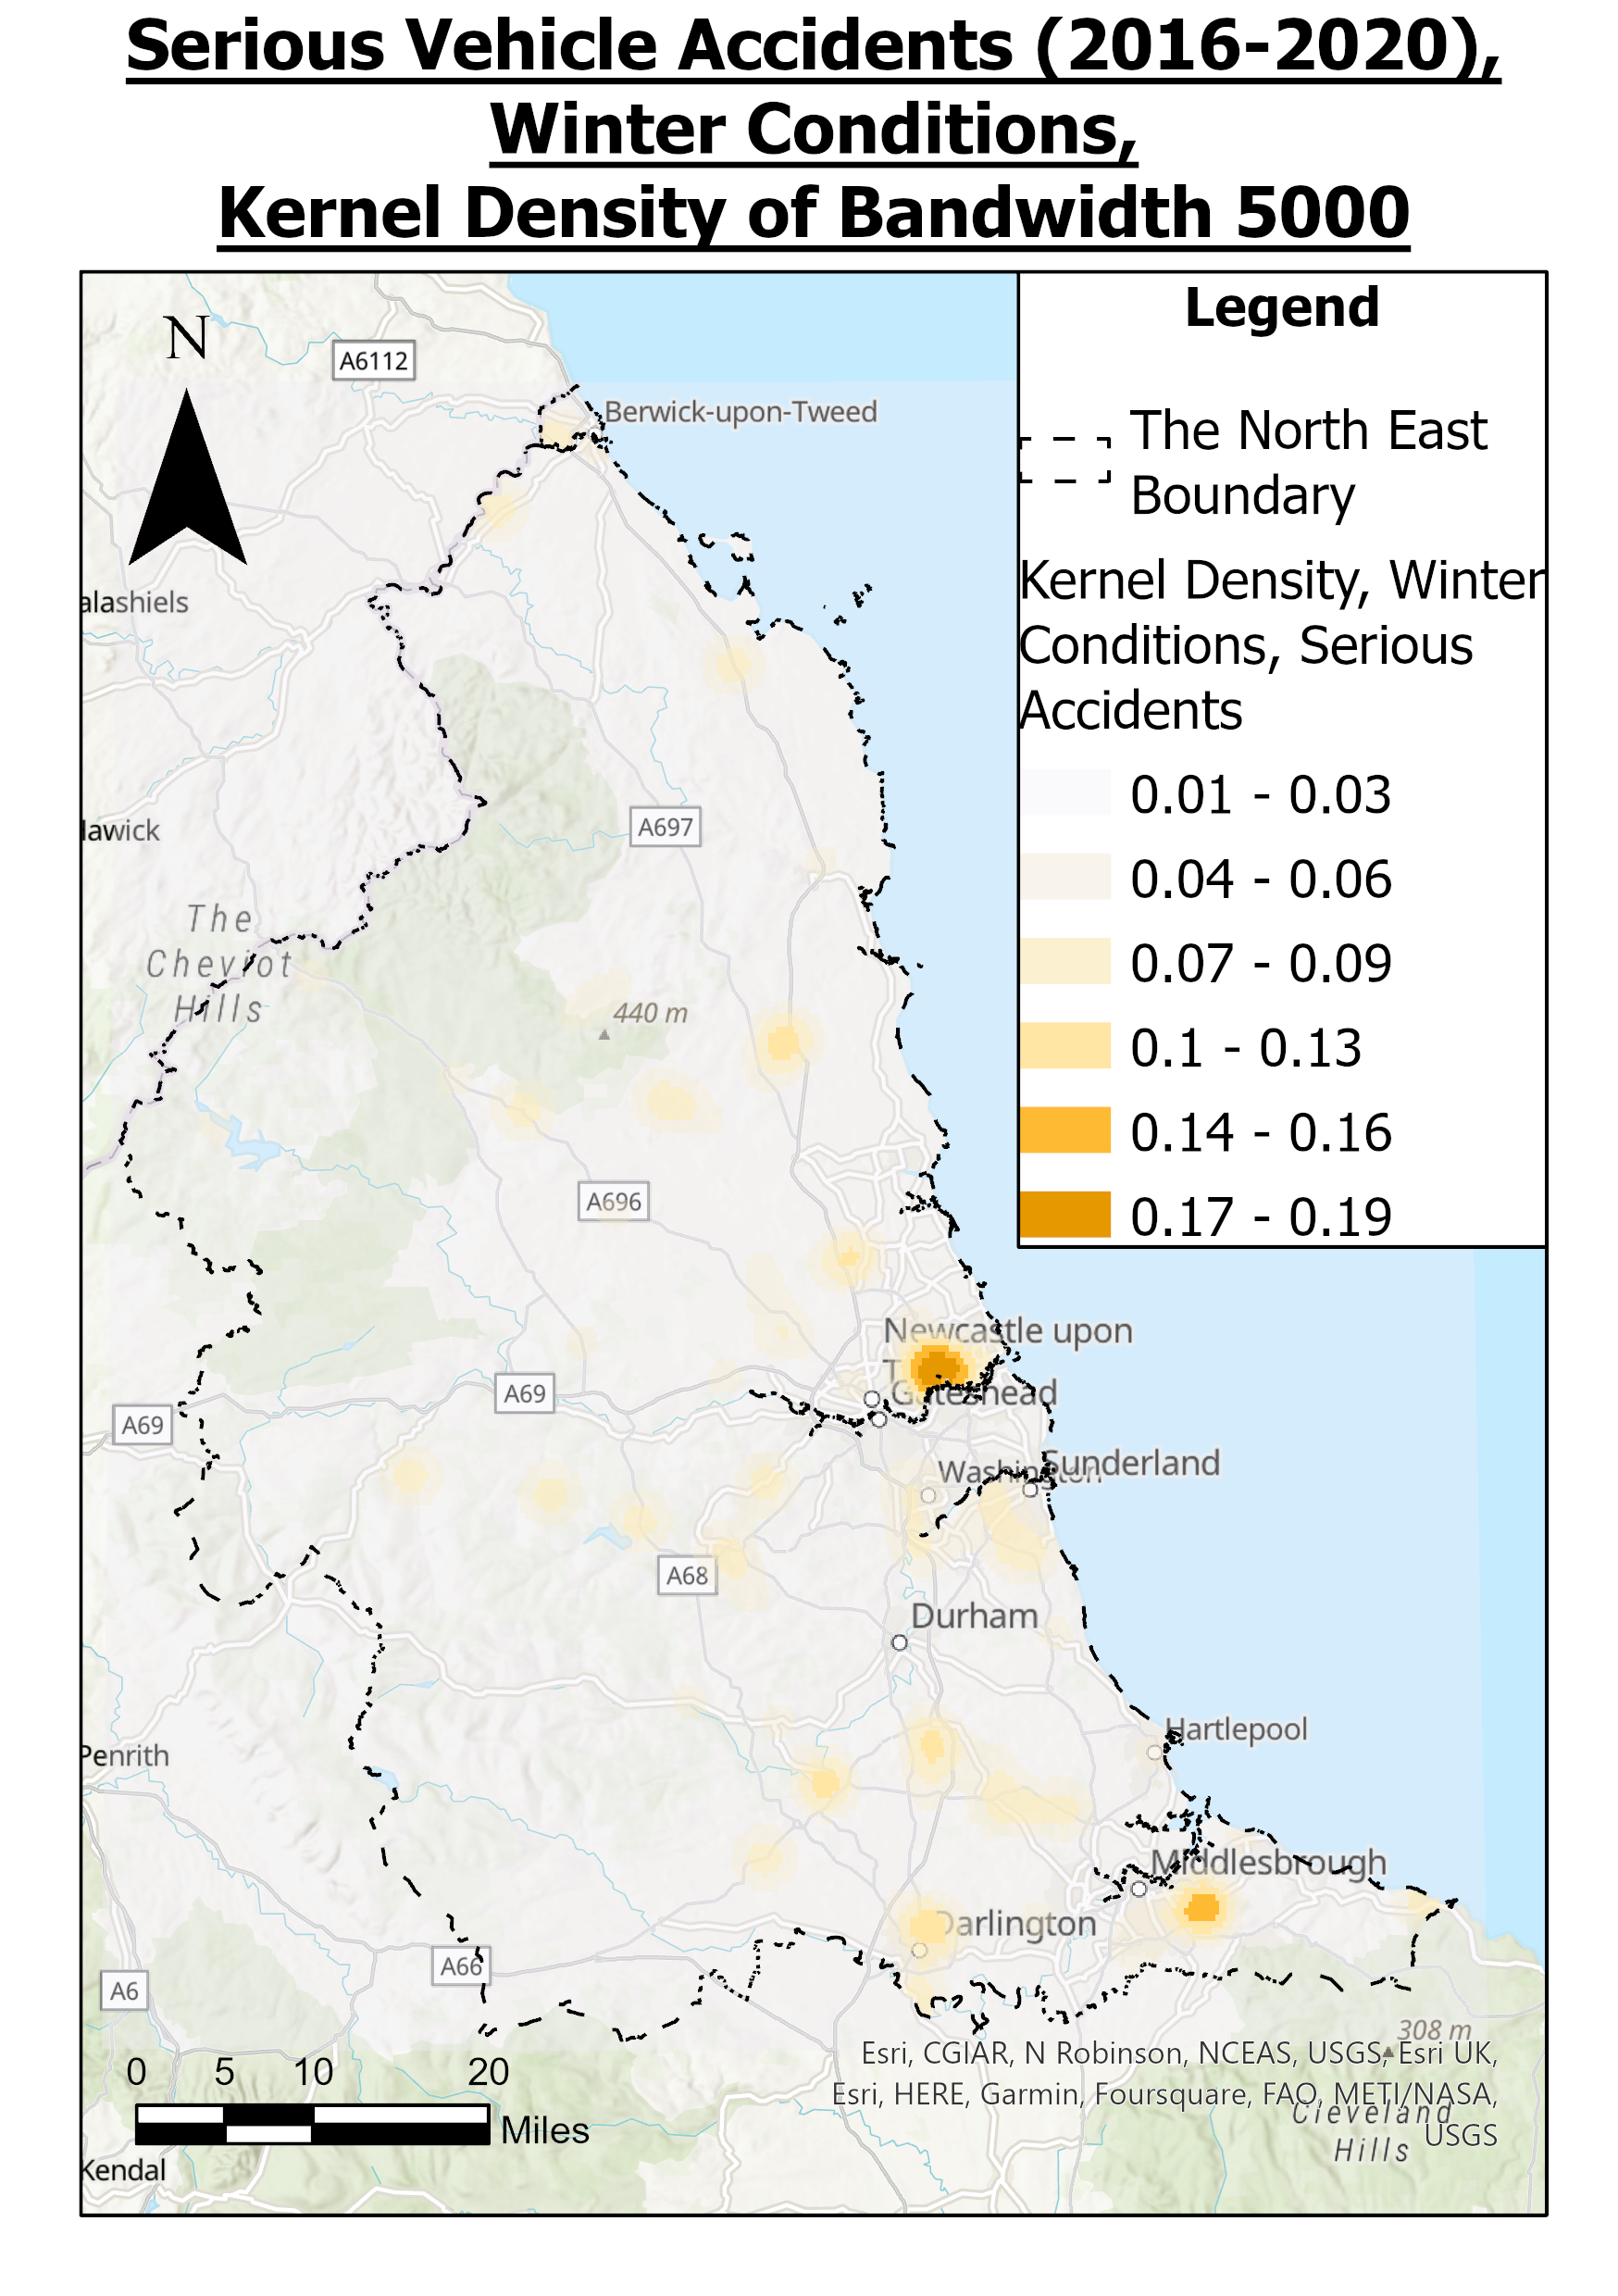 Serious Vehicle Accidents (2016-2020),
Winter Conditions,
Kernel Density of Bandwidth 5000
Legend
The North East
Boundary
Kernel Density, Winter
Conditions, Serious
Accidents
0.01 - 0.03
0.04 - 0.06
0.07 - 0.09
0.1 - 0.13
0.14 - 0.16
0.17 - 0.19
N
A6112
Berwick-upon-Tweed
alashiels
A697
lawick
The
Cheviot
Hills
440 m
A696
Newcastle upon
T
Gateshead
A69
A69
Sunderland
Washington
A68
Durham
Hartlepool
Penrith
Middlesbrough
Darlington
A66
A6
308 m
Esri, CGIAR, N Robinson, NCEAS, USGS, Esri UK,
Esri, HERE, Garmin, Foursquare, FAO, METI/NASA,
USGS
Cleveland
Hills
0 5 10 20
Miles
Kendal